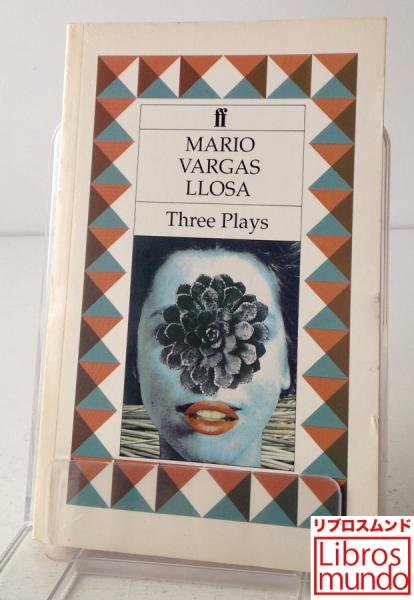 ff
MARIO
VARGAS
LLOSA
Three Plays
リブロスムンド
Libros
mundo